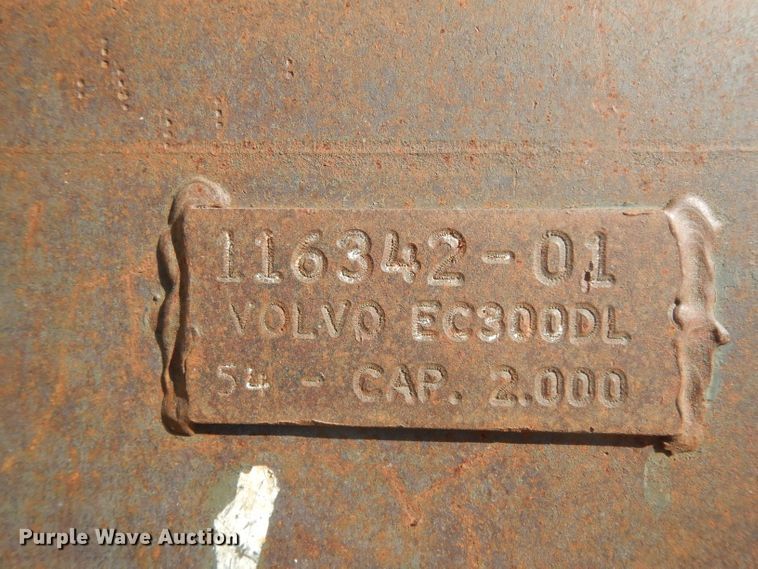 116342-01
VOLVO EC300DL
54 - CAP. 2.000
Purple Wave Auction